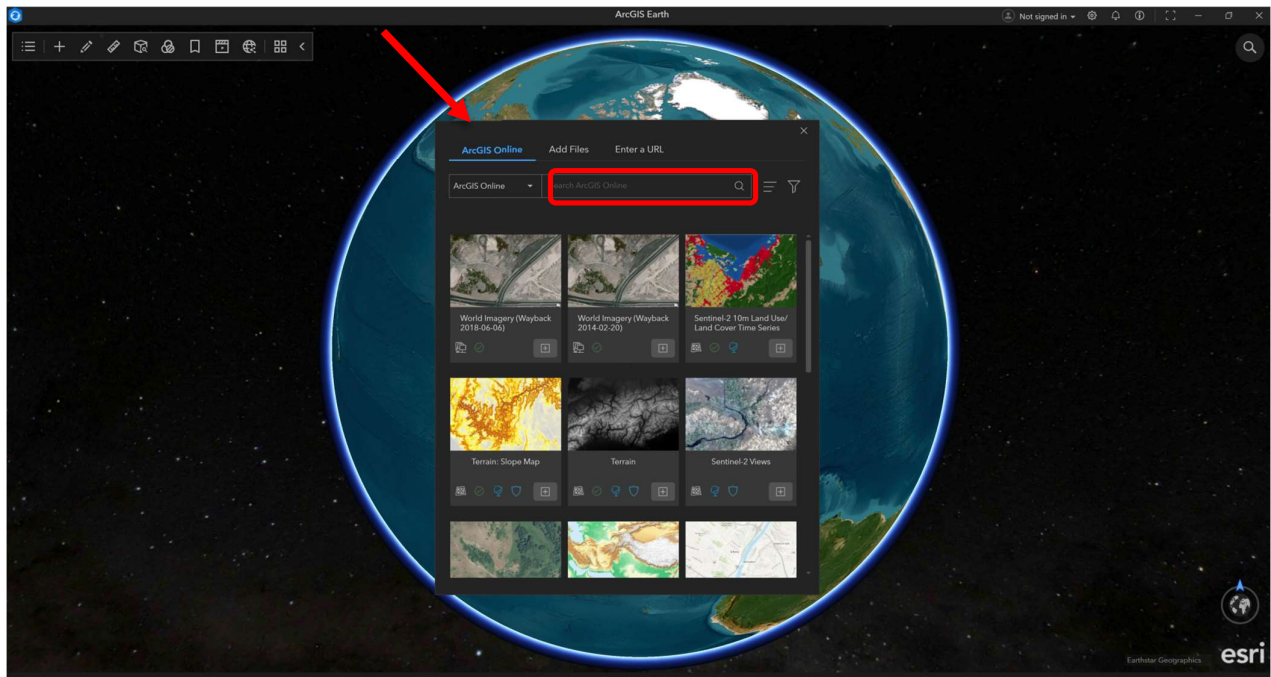 ArcGIS Earth
Not signed in
ArcGIS Online
Add Files
Enter a URL
ArcGIS Online
Search ArcGIS Online
World Imagery (Wayback
2018-06-06)
World Imagery (Wayback
2014-02-20)
Sentinel-2 10m Land Use/
Land Cover Time Series
Terrain: Slope Map
Terrain
Sentinel-2 Views
Earthstar Geographics
esri